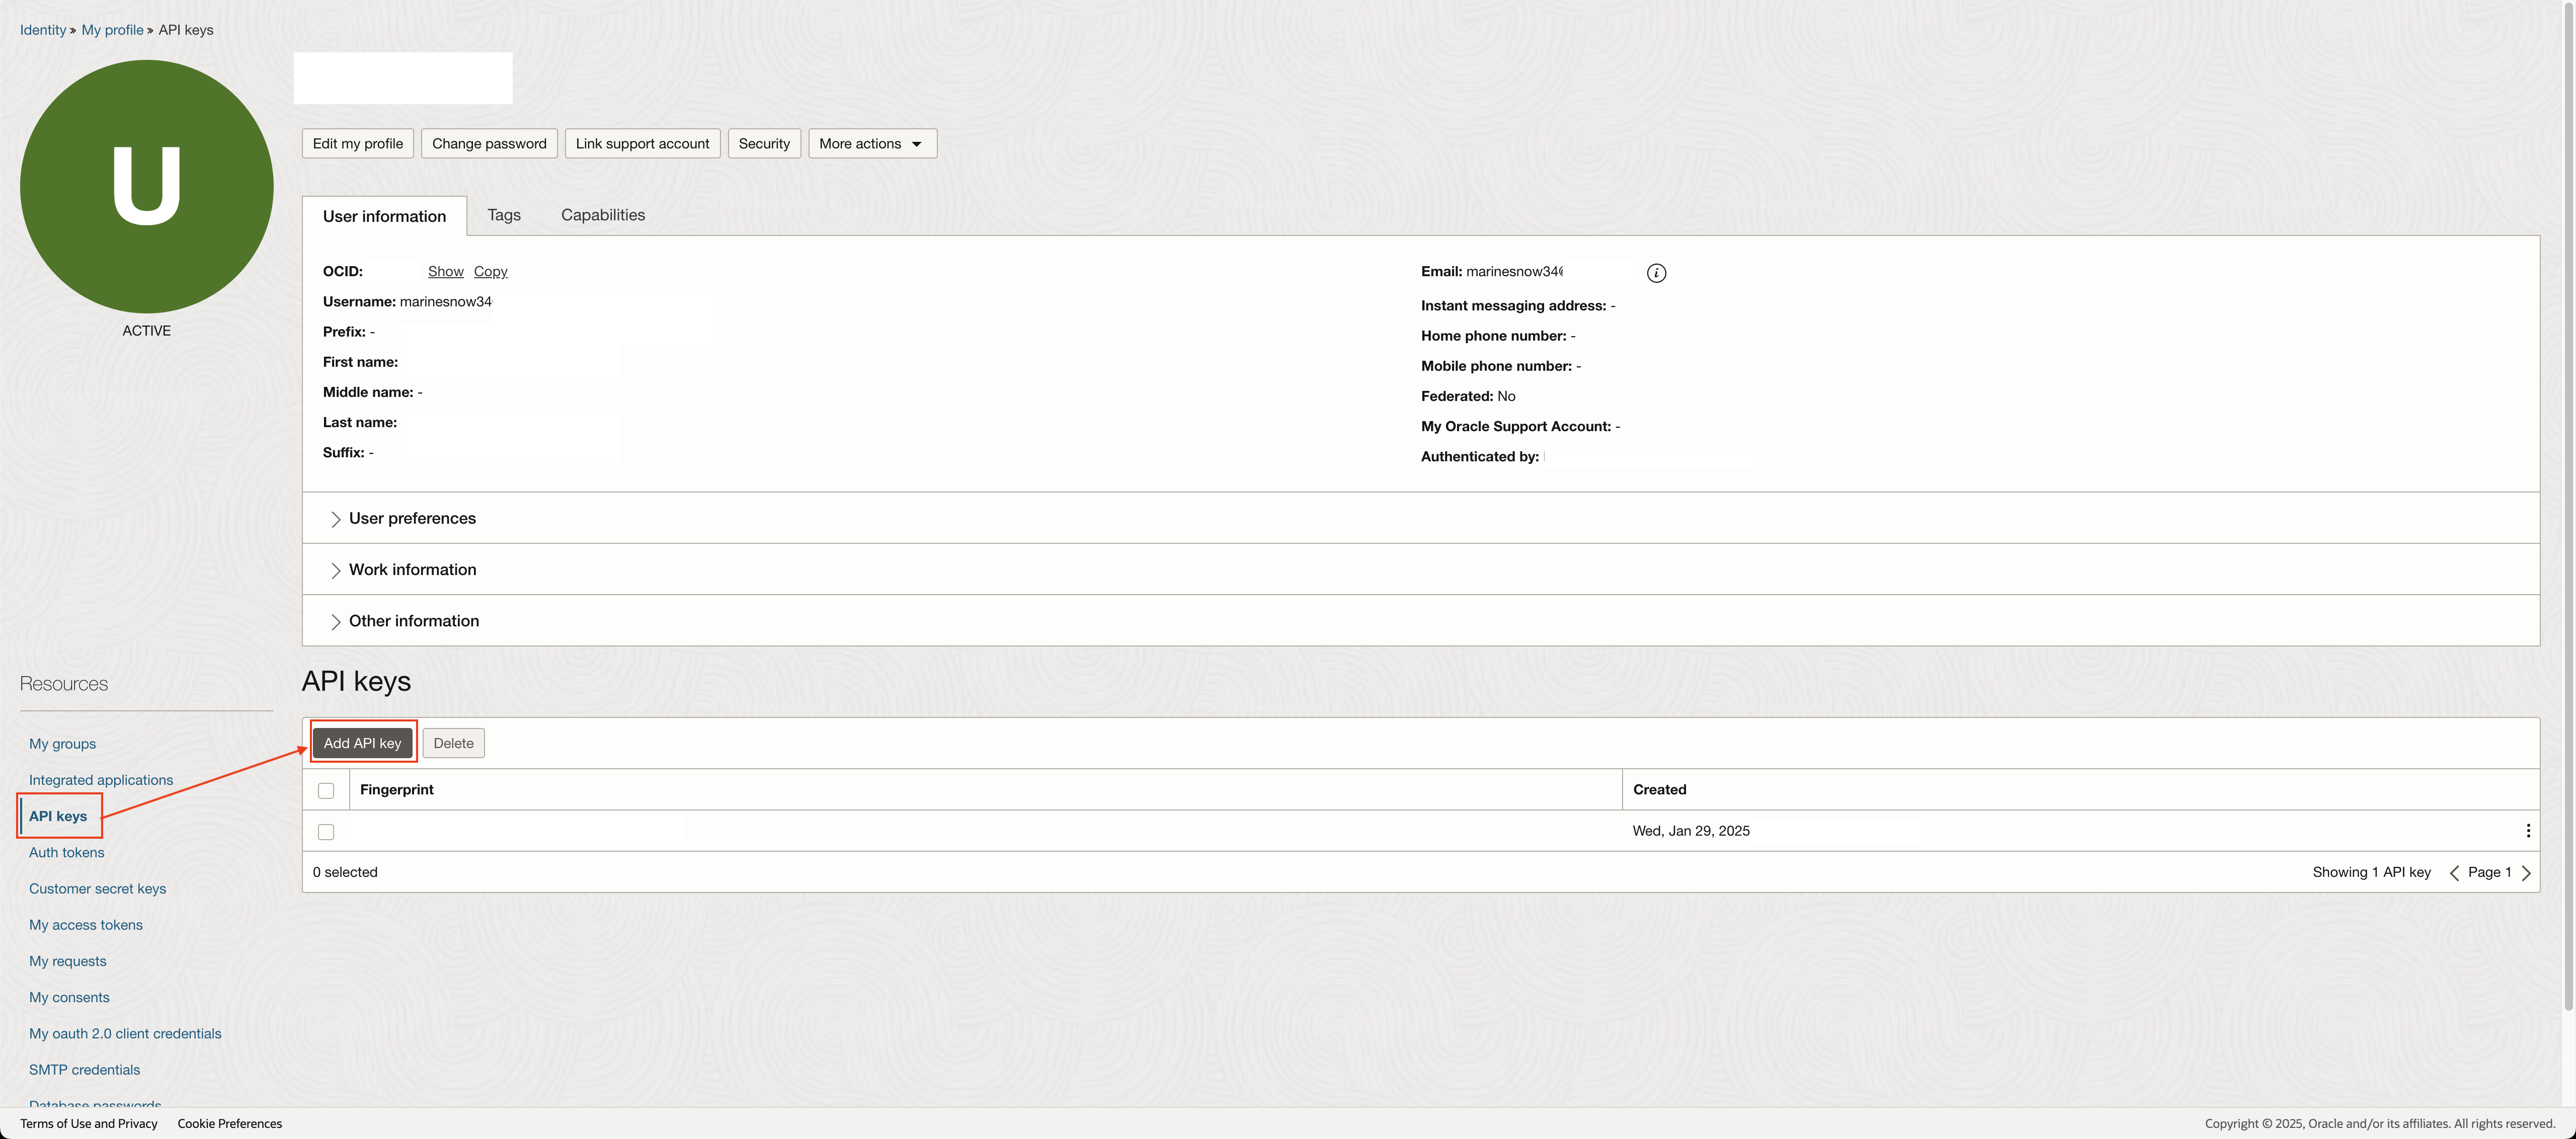 Identity » My profile » API keys
U
ACTIVE
Edit my profile Change password Link support account Security More actions
User information Tags Capabilities
OCID: Show Copy
Username: marinesnow34
Prefix: -
First name:
Middle name: -
Last name:
Suffix: -
Email: marinesnow34
Instant messaging address: -
Home phone number: -
Mobile phone number: -
Federated: No
My Oracle Support Account: -
Authenticated by:
User preferences
Work information
Other information
Resources
My groups
Integrated applications
API keys
Auth tokens
Customer secret keys
My access tokens
My requests
My consents
My oauth 2.0 client credentials
SMTP credentials
Database passwords
API keys
Add API key Delete
Fingerprint Created
Wed, Jan 29, 2025
0 selected Showing 1 API key Page 1
Terms of Use and Privacy Cookie Preferences Copyright © 2025, Oracle and/or its affiliates. All rights reserved.